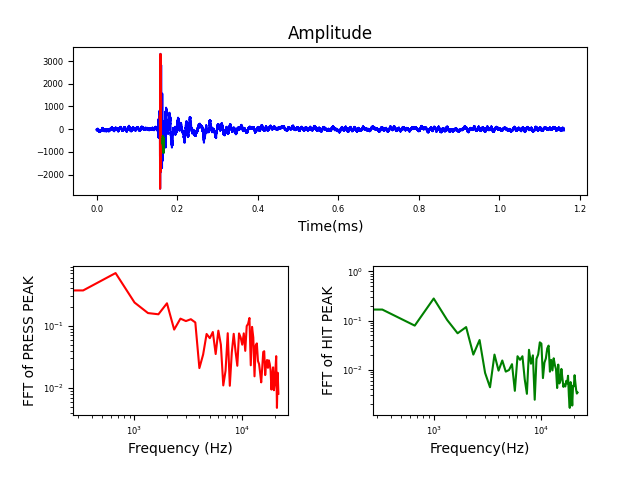 Amplitude
3000
2000
1000
0
−1000
−2000
0.0 0.2 0.4 0.6 0.8 1.0 1.2
Time(ms)
FFT of PRESS PEAK
10⁻¹
10⁻²
10³ 10⁴
Frequency (Hz)
FFT of HIT PEAK
10⁰
10⁻¹
10⁻²
10³ 10⁴
Frequency(Hz)